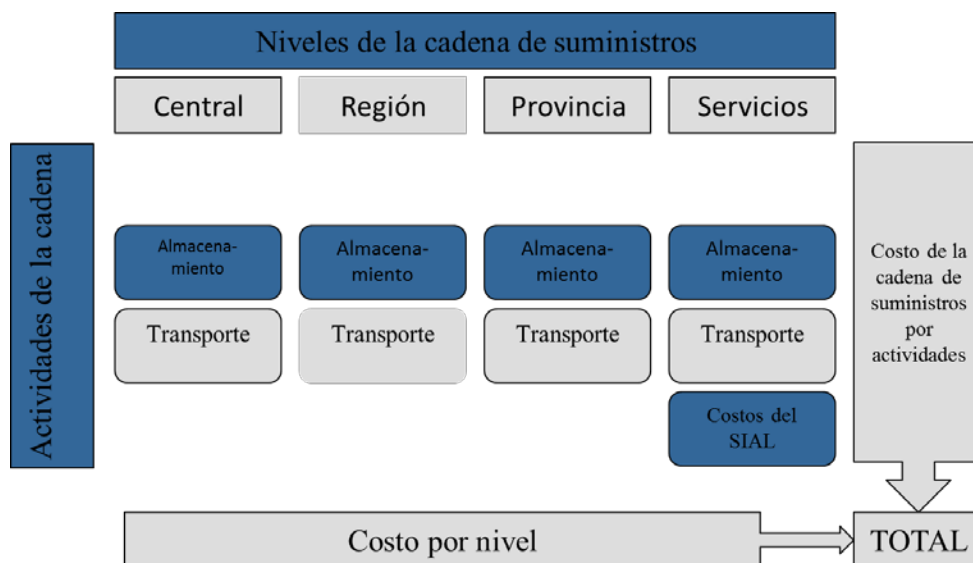 Niveles de la cadena de suministros
Central
Región
Provincia
Servicios
Actividades de la cadena
Almacena-
miento
Almacena-
miento
Almacena-
miento
Almacena-
miento
Transporte
Transporte
Transporte
Transporte
Costos del
SIAL
Costo de la
cadena de
suministros
por
actividades
Costo por nivel
TOTAL